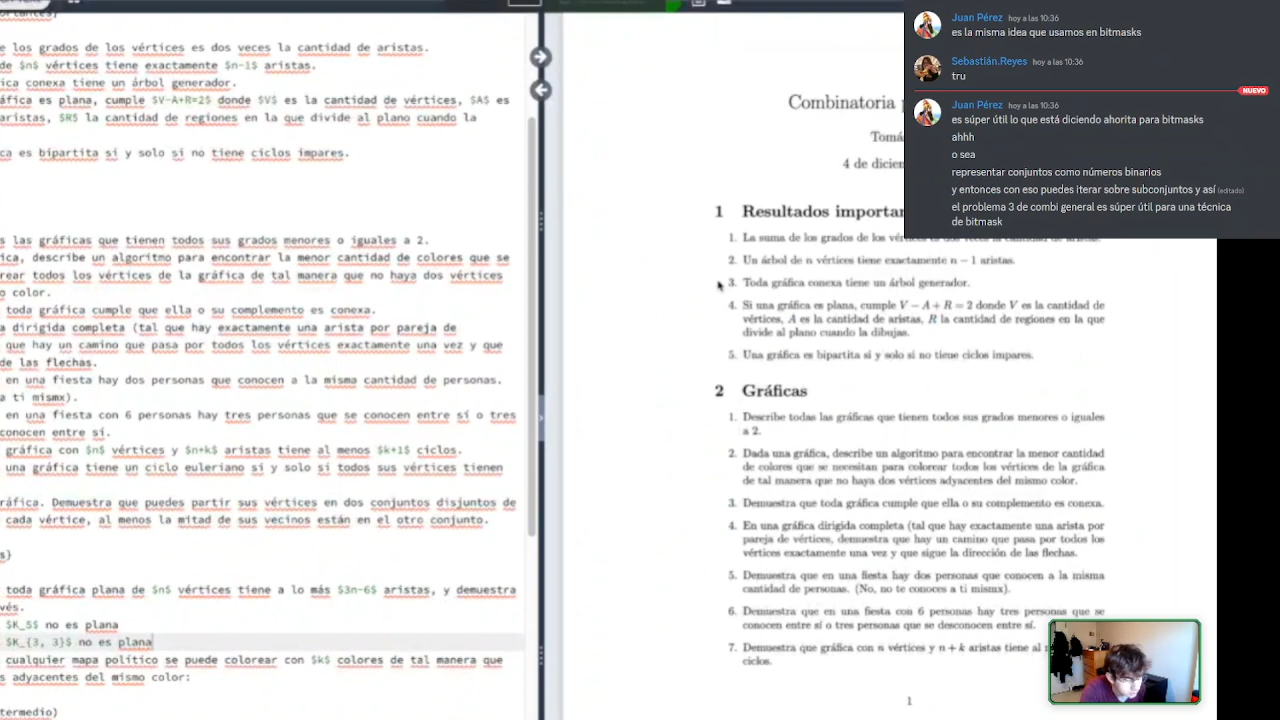 e los grados de los vértices es dos veces la cantidad de aristas.
de $n$ vértices tiene exactamente $n-1$ aristas.
ica conexa tiene un árbol generador.
áfica es plana, cumple $V-A+R=2$ donde $V$ es la cantidad de vértices, $A$ es
aristas, $R$ la cantidad de regiones en la que divide al plano cuando la
ca es bipartita si y solo si no tiene ciclos impares.
s las gráficas que tienen todos sus grados menores o iguales a 2.
ica, describe un algoritmo para encontrar la menor cantidad de colores que se
rear todos los vértices de la gráfica de tal manera que no haya dos vértices
o color.
toda gráfica cumple que ella o su complemento es conexa.
a dirigida completa (tal que hay exactamente una arista por pareja de
que hay un camino que pasa por todos los vértices exactamente una vez y que
de las flechas.
en una fiesta hay dos personas que conocen a la misma cantidad de personas.
a ti mismx).
en una fiesta con 6 personas hay tres personas que se conocen entre sí o tres
conocen entre sí.
gráfica con $n$ vértices y $n+k$ aristas tiene al menos $k+1$ ciclos.
una gráfica tiene un ciclo euleriano si y solo si todos sus vértices tienen
ráfica. Demuestra que puedes partir sus vértices en dos conjuntos disjuntos de
cada vértice, al menos la mitad de sus vecinos están en el otro conjunto.
s}
toda gráfica plana de $n$ vértices tiene a lo más $3n-6$ aristas, y demuestra
vés.
$K_5$ no es plana
$K_{3, 3}$ no es plana
cualquier mapa político se puede colorear con $k$ colores de tal manera que
s adyacentes del mismo color:
termedio)
Combinatoria
Tomá
4 de diciem
1 Resultados importan
1. La suma de los grados de los vértices es dos veces la cantidad de aristas.
2. Un árbol de n vértices tiene exactamente n − 1 aristas.
3. Toda gráfica conexa tiene un árbol generador.
4. Si una gráfica es plana, cumple V − A + R = 2 donde V es la cantidad de
vértices, A es la cantidad de aristas, R la cantidad de regiones en la que
divide al plano cuando la dibujas.
5. Una gráfica es bipartita si y solo si no tiene ciclos impares.
2 Gráficas
1. Describe todas las gráficas que tienen todos sus grados menores o iguales
a 2.
2. Dada una gráfica, describe un algoritmo para encontrar la menor cantidad
de colores que se necesitan para colorear todos los vértices de la gráfica
de tal manera que no haya dos vértices adyacentes del mismo color.
3. Demuestra que toda gráfica cumple que ella o su complemento es conexa.
4. En una gráfica dirigida completa (tal que hay exactamente una arista por
pareja de vértices, demuestra que hay un camino que pasa por todos los
vértices exactamente una vez y que sigue la dirección de las flechas.
5. Demuestra que en una fiesta hay dos personas que conocen a la misma
cantidad de personas. (No, no te conoces a ti mismx).
6. Demuestra que en una fiesta con 6 personas hay tres personas que se
conocen entre sí o tres personas que se desconocen entre sí.
7. Demuestra que gráfica con n vértices y n + k aristas tiene al
ciclos.
1
Juan Pérez hoy a las 10:36
es la misma idea que usamos en bitmasks
Sebastián.Reyes hoy a las 10:36
tru
NUEVO
Juan Pérez hoy a las 10:36
es súper útil lo que está diciendo ahorita para bitmasks
ahhh
o sea
representar conjuntos como números binarios
y entonces con eso puedes iterar sobre subconjuntos y así (editado)
el problema 3 de combi general es súper útil para una técnica
de bitmask